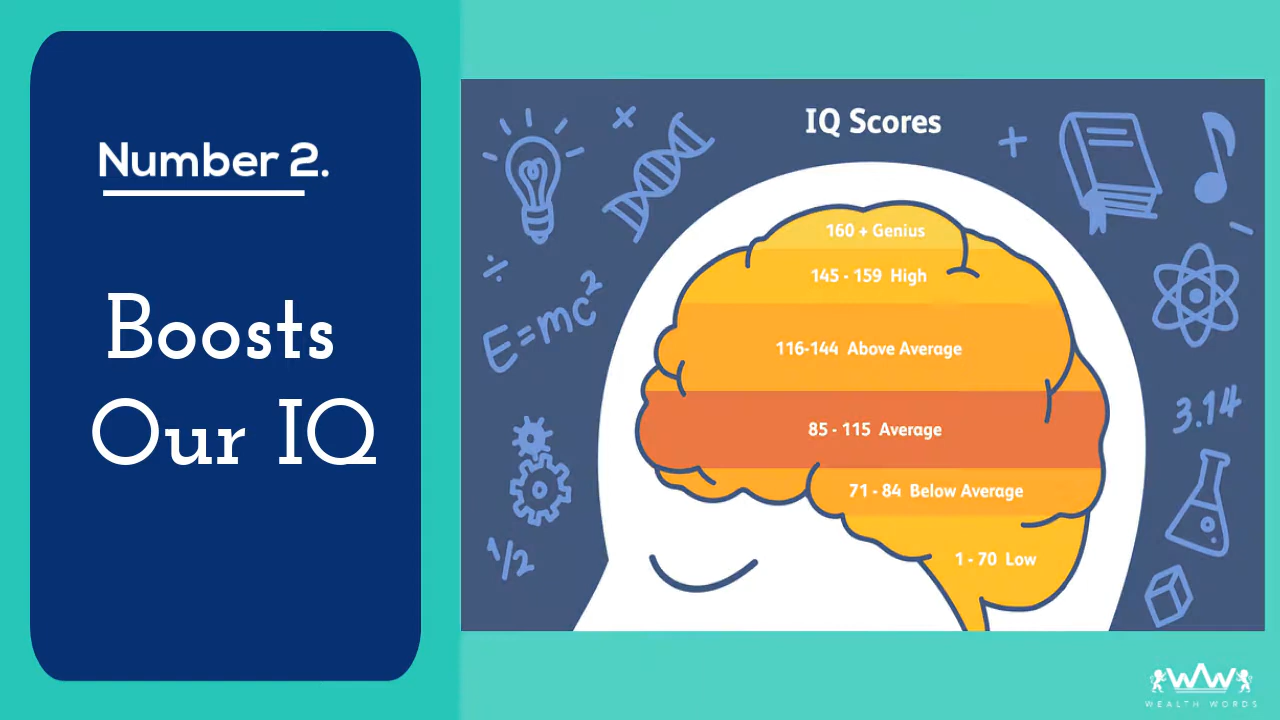 Number 2.
Boosts
Our IQ
IQ Scores
160 + Genius
145 - 159 High
116-144 Above Average
85 - 115 Average
71 - 84 Below Average
1 - 70 Low
E=mc²
1/2
3.14
WW
WEALTH WORDS